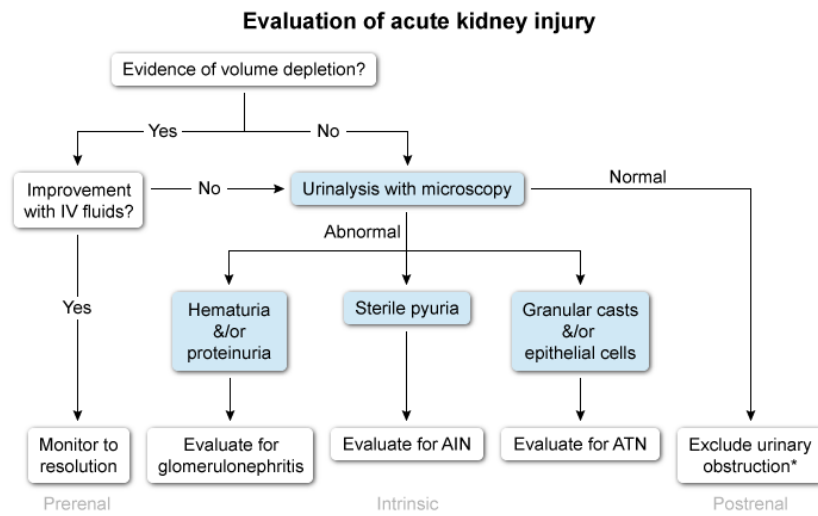 Evaluation of acute kidney injury
Evidence of volume depletion?
Yes
No
Improvement
with IV fluids?
No
Urinalysis with microscopy
Normal
Abnormal
Yes
Hematuria
&/or
proteinuria
Sterile pyuria
Granular casts
&/or
epithelial cells
Monitor to
resolution
Evaluate for
glomerulonephritis
Evaluate for AIN
Evaluate for ATN
Exclude urinary
obstruction*
Prerenal
Intrinsic
Postrenal